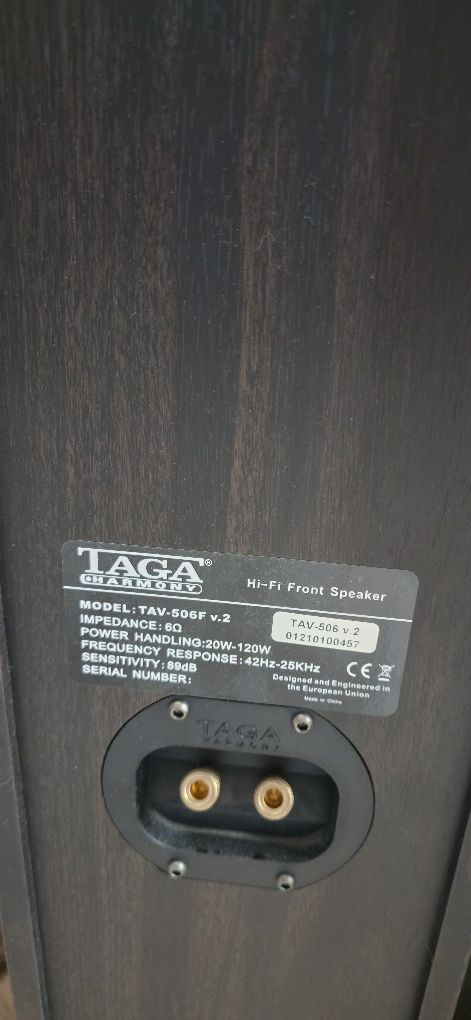 TAGA®
HARMONY
Hi-Fi Front Speaker
MODEL:TAV-506F v.2
IMPEDANCE:6Ω
POWER HANDLING:20W-120W
FREQUENCY RESPONSE:42Hz-25KHz
SENSITIVITY:89dB
SERIAL NUMBER:
TAV-506 v.2
01210100457
CE
Designed and Engineered in
the European Union
Made in China
TAGA
HARMONY